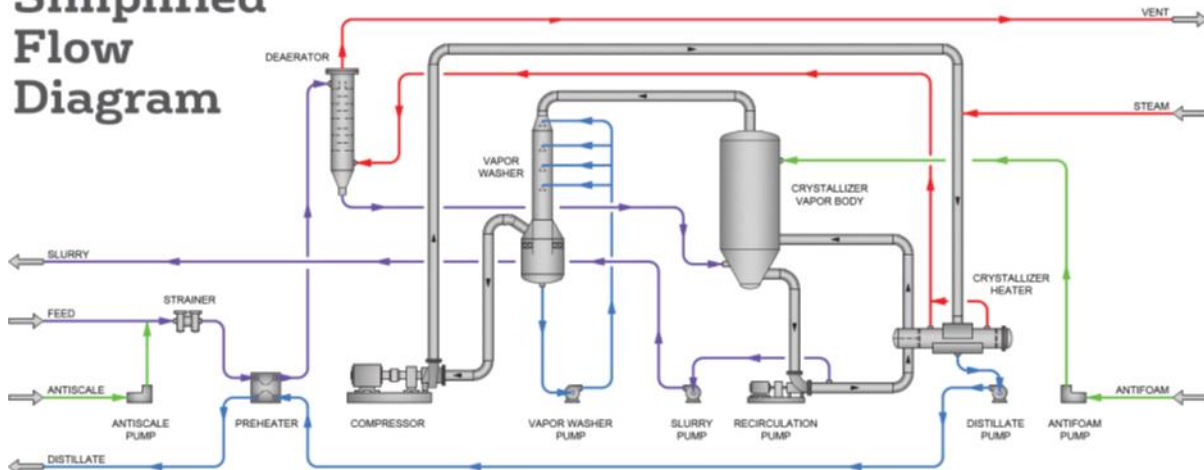 Simplified
Flow
Diagram
VENT
DEAERATOR
STEAM
VAPOR
WASHER
CRYSTALLIZER
VAPOR BODY
SLURRY
CRYSTALLIZER
HEATER
STRAINER
FEED
ANTISCALE
ANTIFOAM
ANTISCALE
PUMP
PREHEATER
COMPRESSOR
VAPOR WASHER
PUMP
SLURRY
PUMP
RECIRCULATION
PUMP
DISTILLATE
PUMP
ANTIFOAM
PUMP
DISTILLATE